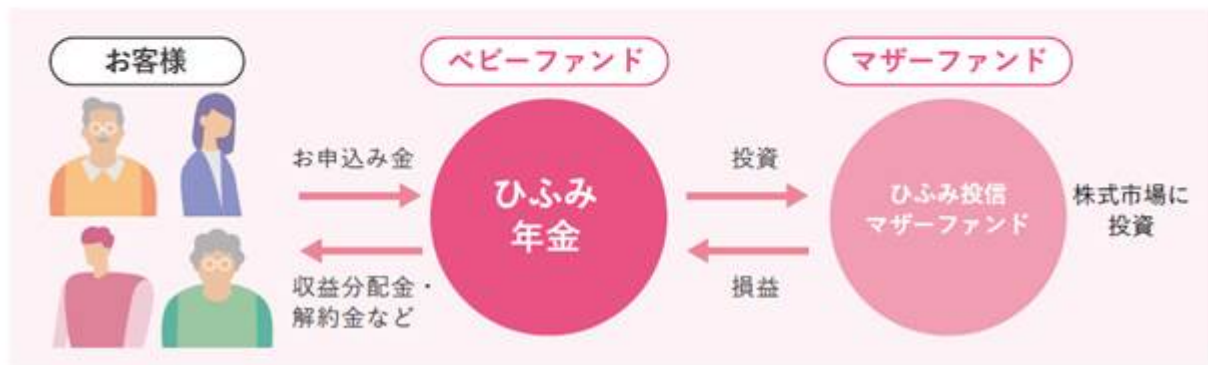 お客様
ベビーファンド
マザーファンド
お申込み金
投資
ひふみ
年金
ひふみ投信
マザーファンド
株式市場に
投資
収益分配金・
解約金など
損益